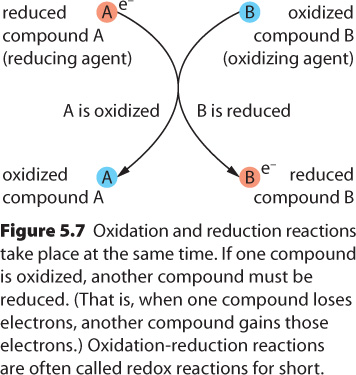 reduced
compound A
(reducing agent)
A e–
B
oxidized
compound B
(oxidizing agent)
A is oxidized
B is reduced
oxidized
compound A
A
B e–
reduced
compound B
Figure 5.7 Oxidation and reduction reactions
take place at the same time. If one compound
is oxidized, another compound must be
reduced. (That is, when one compound loses
electrons, another compound gains those
electrons.) Oxidation-reduction reactions
are often called redox reactions for short.